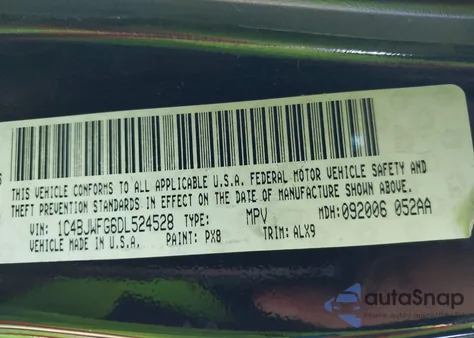 THIS VEHICLE CONFORMS TO ALL APPLICABLE U.S.A. FEDERAL MOTOR VEHICLE SAFETY AND
THEFT PREVENTION STANDARDS IN EFFECT ON THE DATE OF MANUFACTURE SHOWN ABOVE.
VIN: 1C4BJWFG6DL524528 TYPE: MPV MDH:092006 052AA
VEHICLE MADE IN U.S.A. PAINT: PX8 TRIM: ALX9
autoSnap